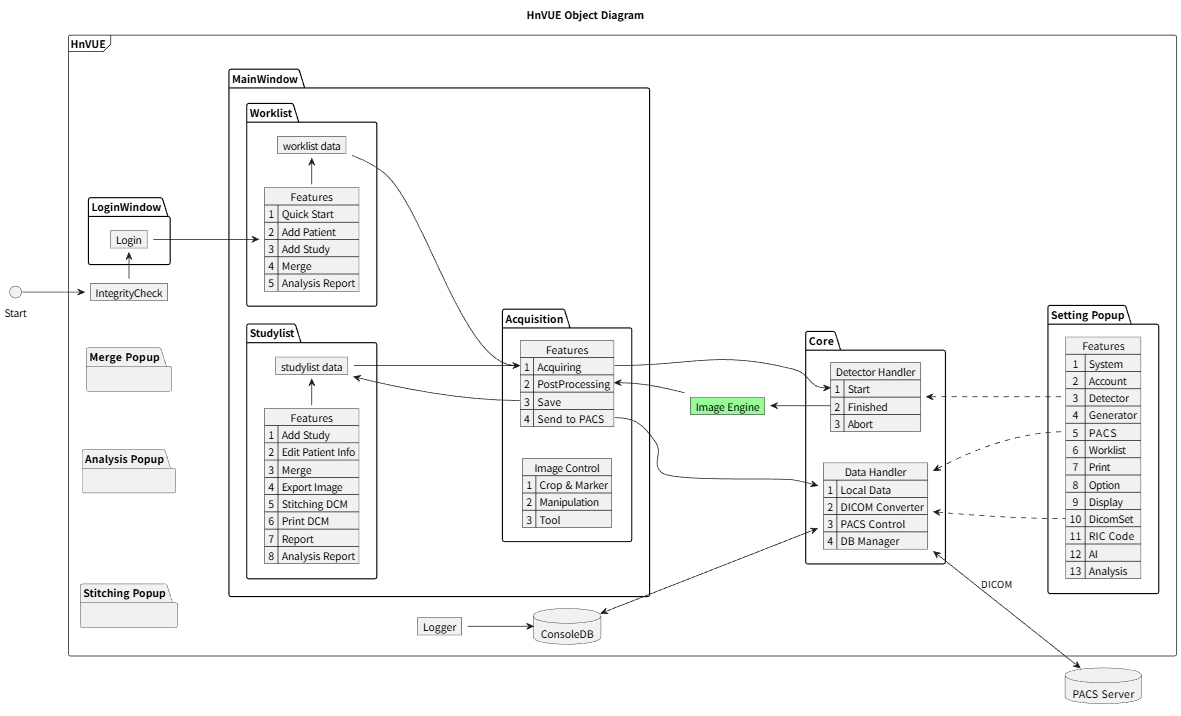 HnVUE Object Diagram
HnVUE
MainWindow
Worklist
worklist data
Features
1 Quick Start
2 Add Patient
3 Add Study
4 Merge
5 Analysis Report
LoginWindow
Login
IntegrityCheck
Start
Merge Popup
Analysis Popup
Stitching Popup
Studylist
studylist data
Features
1 Add Study
2 Edit Patient Info
3 Merge
4 Export Image
5 Stitching DCM
6 Print DCM
7 Report
8 Analysis Report
Acquisition
Features
1 Acquiring
2 PostProcessing
3 Save
4 Send to PACS
Image Control
1 Crop & Marker
2 Manipulation
3 Tool
Image Engine
Core
Detector Handler
1 Start
2 Finished
3 Abort
Data Handler
1 Local Data
2 DICOM Converter
3 PACS Control
4 DB Manager
Setting Popup
Features
1 System
2 Account
3 Detector
4 Generator
5 PACS
6 Worklist
7 Print
8 Option
9 Display
10 DicomSet
11 RIC Code
12 AI
13 Analysis
DICOM
Logger
ConsoleDB
PACS Server